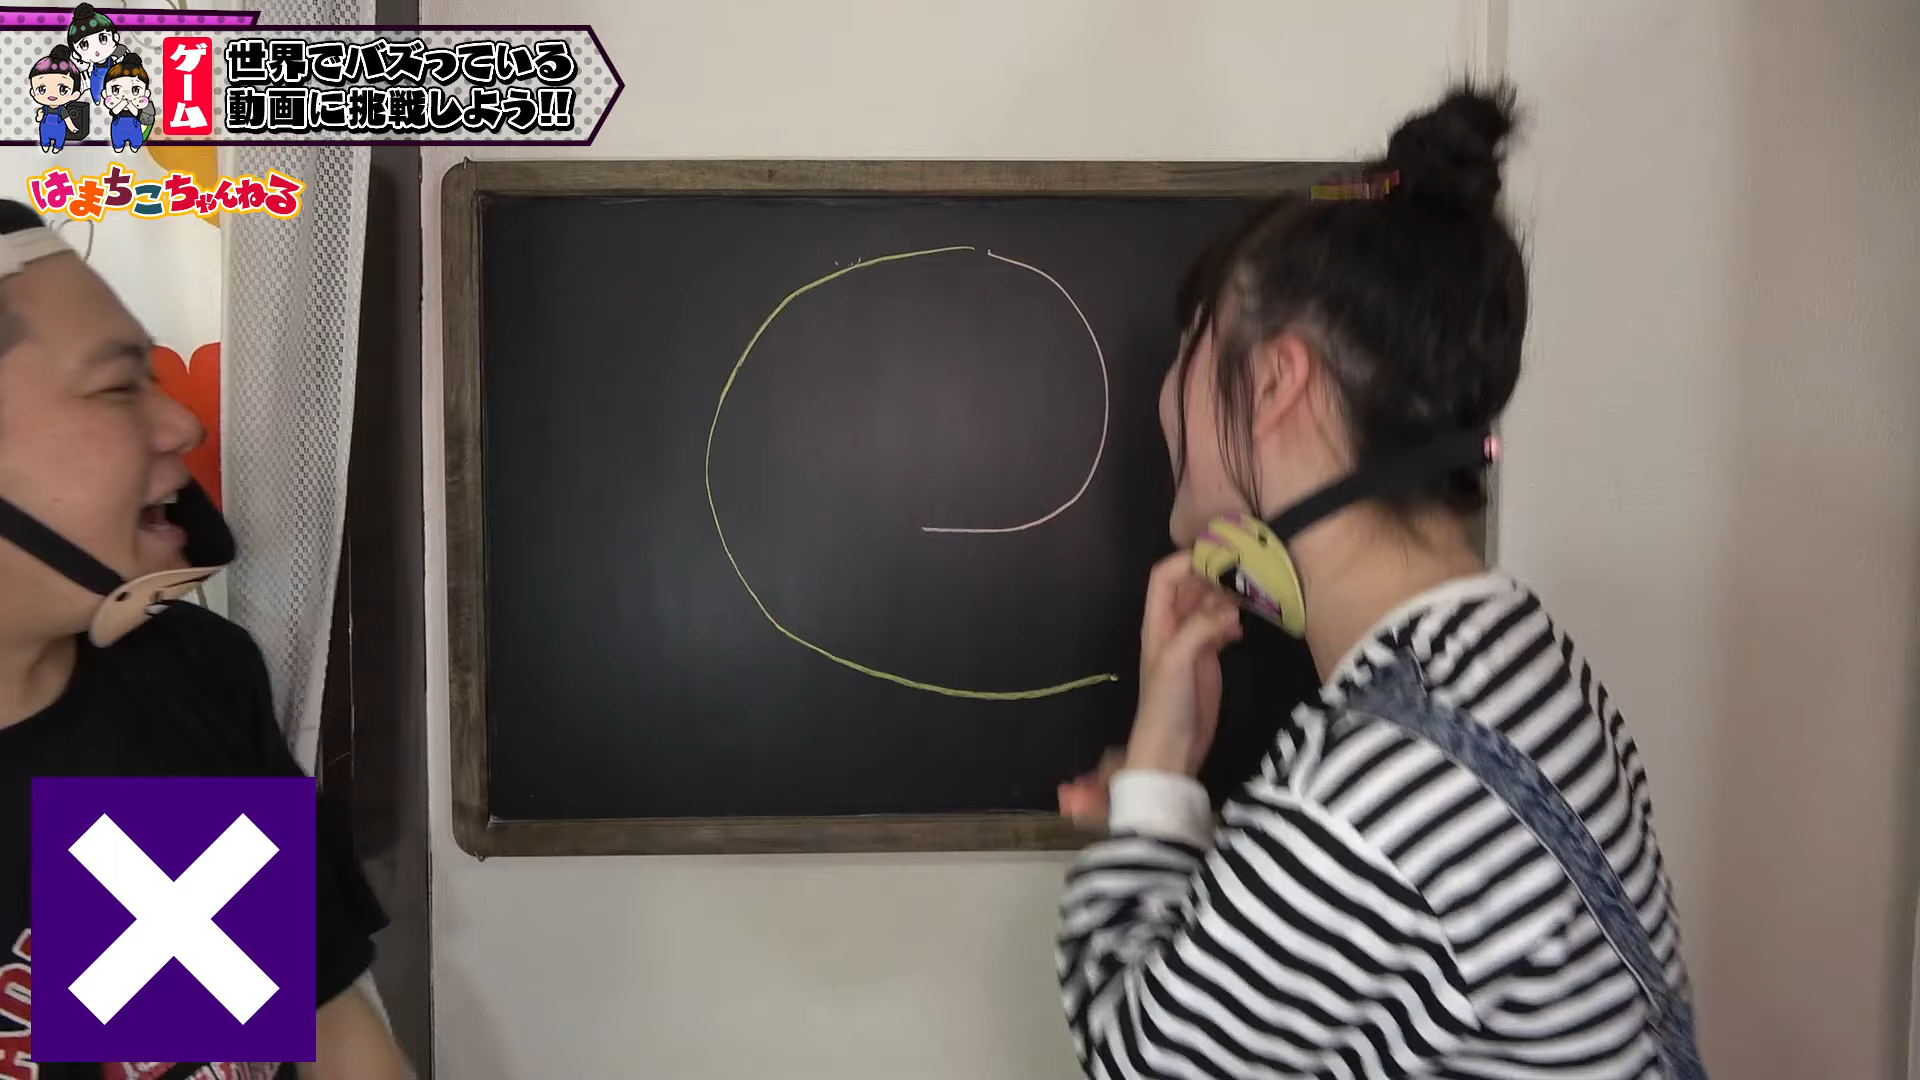 ゲーム
世界でバズっている
動画に挑戦しよう!!
はまちこちゃんねる